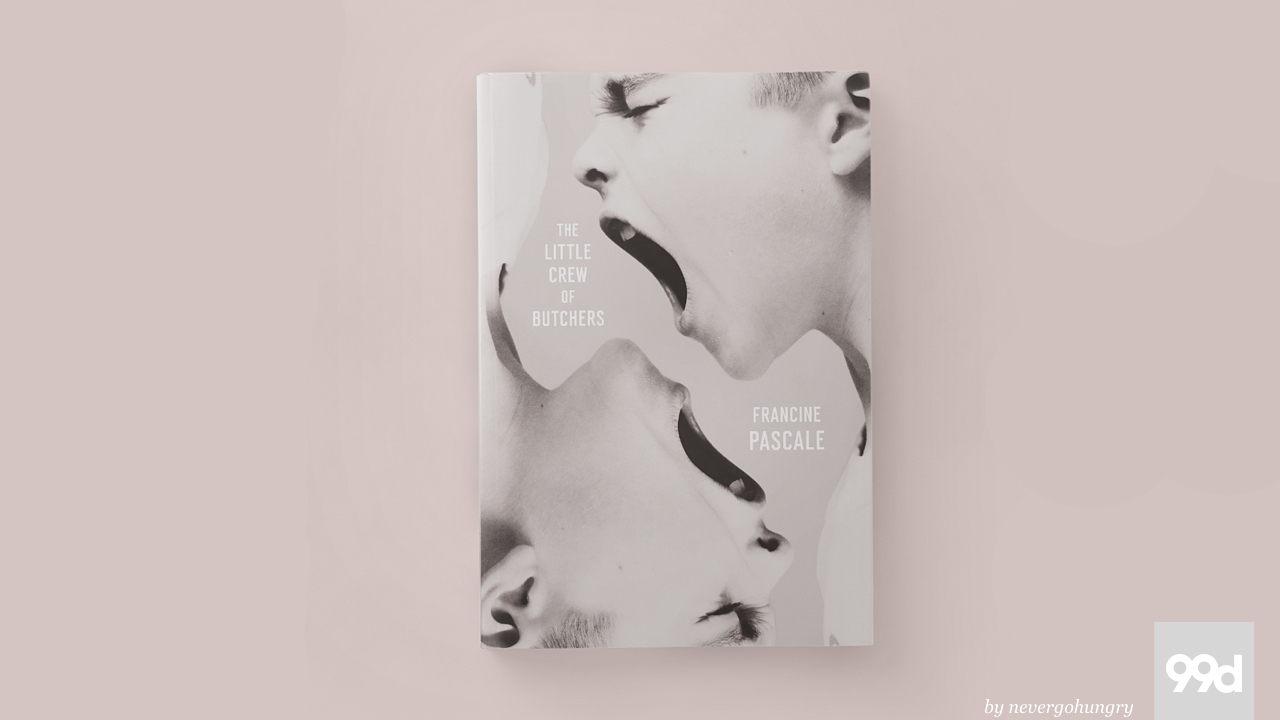 THE
LITTLE
CREW
OF
BUTCHERS
FRANCINE
PASCALE
99d
by nevergohungry